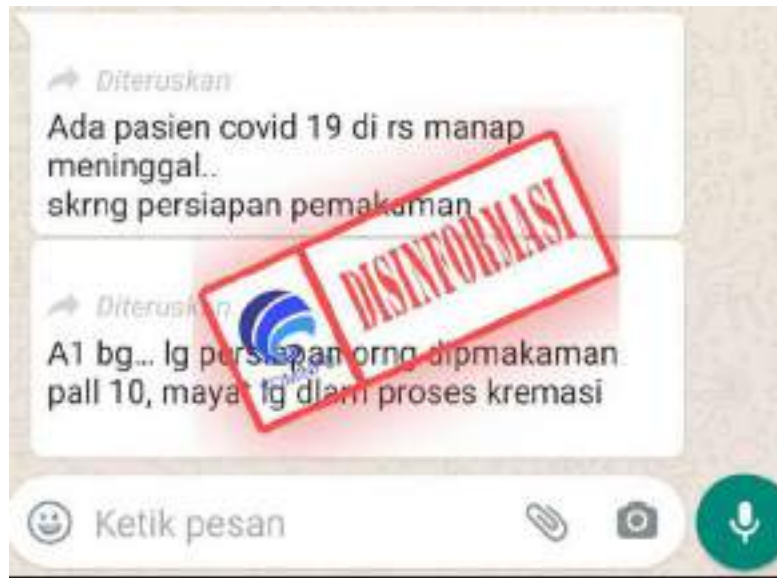 Diteruskan
Ada pasien covid 19 di rs manap
meninggal..
skrng persiapan pemakaman
DISINFORMASI
Diteruskan
A1 bg... lg persiapan orng dipmakaman
pall 10, mayat lg dlam proses kremasi
Ketik pesan